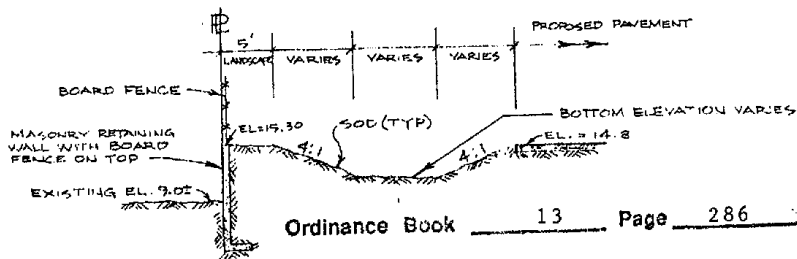 PL
5'
LANDSCAPE VARIES VARIES VARIES
PROPOSED PAVEMENT
BOARD FENCE
EL=15.30
SOD (TYP)
BOTTOM ELEVATION VARIES
MASONRY RETAINING
WALL WITH BOARD
FENCE ON TOP
4:1
4:1
EL. = 14.8
EXISTING EL. 9.0±
Ordinance Book 13 Page 286